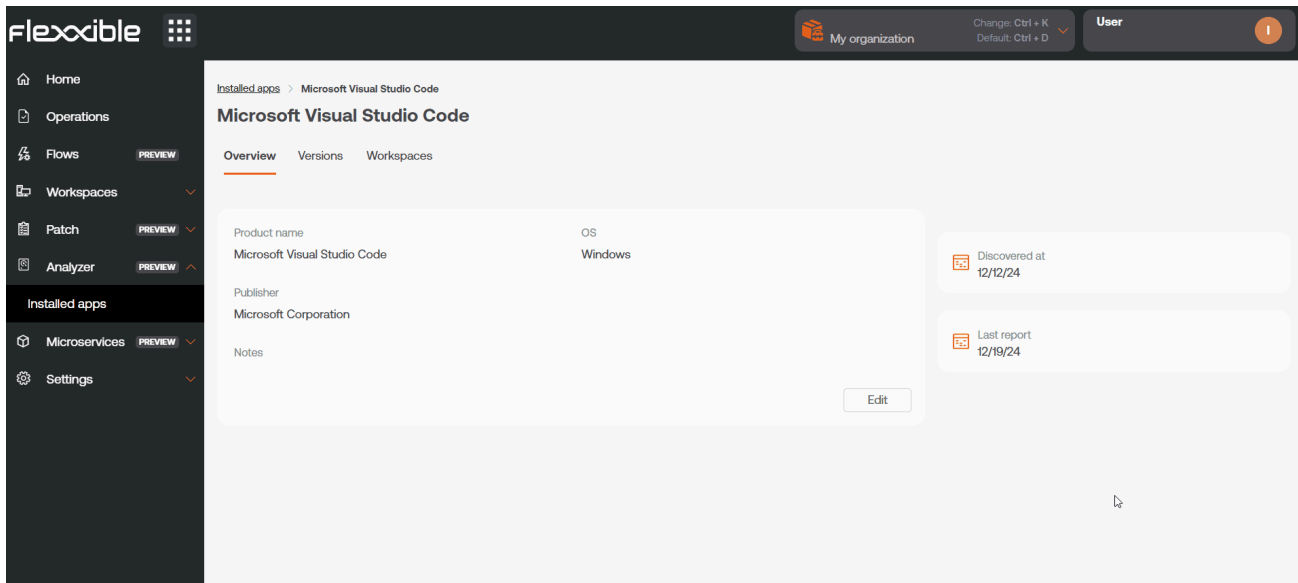 flexxible
My organization
Change: Ctrl + K
Default: Ctrl + D
User
I
Home
Operations
Flows PREVIEW
Workspaces
Patch PREVIEW
Analyzer PREVIEW
Installed apps
Microservices PREVIEW
Settings
Installed apps > Microsoft Visual Studio Code
Microsoft Visual Studio Code
Overview Versions Workspaces
Product name
Microsoft Visual Studio Code
OS
Windows
Publisher
Microsoft Corporation
Notes
Edit
Discovered at
12/12/24
Last report
12/19/24